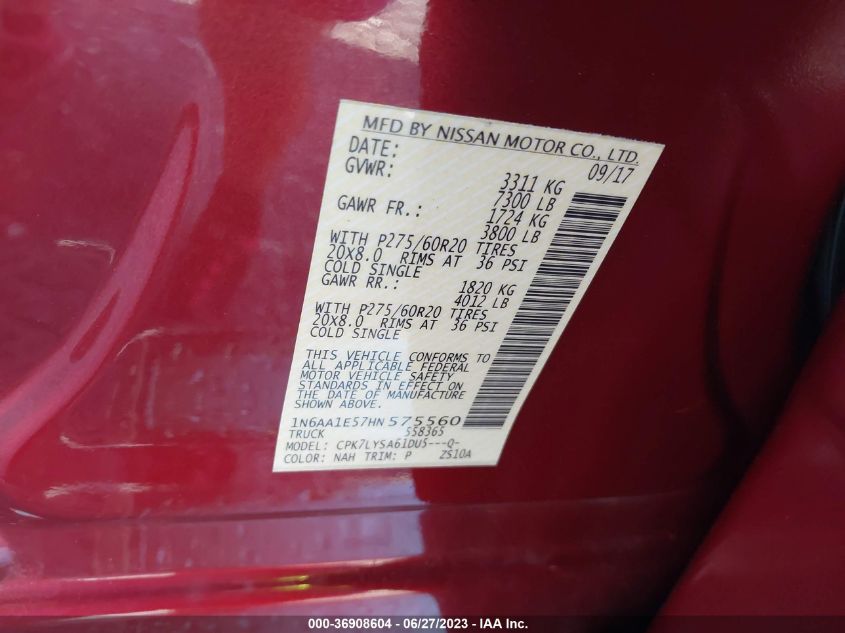 MFD BY NISSAN MOTOR CO., LTD.
DATE: 09/17
GVWR: 3311 KG
7300 LB
GAWR FR.: 1724 KG
3800 LB
WITH P275/60R20 TIRES
20X8.0 RIMS AT 36 PSI
COLD SINGLE
GAWR RR.: 1820 KG
4012 LB
WITH P275/60R20 TIRES
20X8.0 RIMS AT 36 PSI
COLD SINGLE
THIS VEHICLE CONFORMS TO
ALL APPLICABLE FEDERAL
MOTOR VEHICLE SAFETY
STANDARDS IN EFFECT ON
THE DATE OF MANUFACTURE
SHOWN ABOVE.
1N6AA1E57HN575560
TRUCK 558365
MODEL: CPK7LYSA61DU5---Q-
COLOR: NAH TRIM: P ZS10A
000-36908604 - 06/27/2023 - IAA Inc.